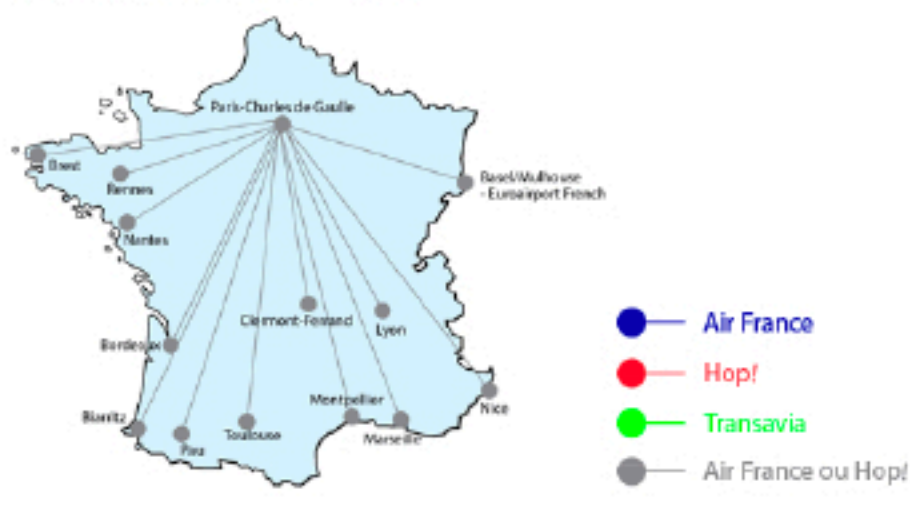 Paris-Charles de Gaulle
Brest
Rennes
Basel/Mulhouse
- Euroairport French
Nantes
Clermont-Ferrand
Lyon
Bordeaux
Biarritz
Pau
Toulouse
Montpellier
Marseille
Nice
Air France
Hop!
Transavia
Air France ou Hop!